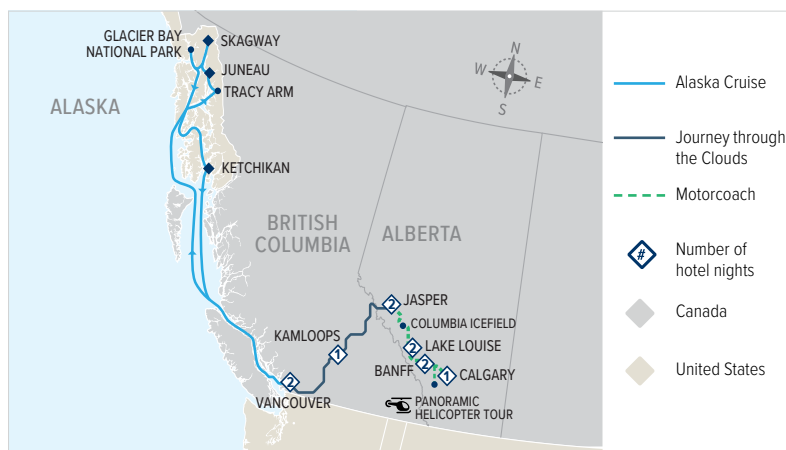 GLACIER BAY
NATIONAL PARK
SKAGWAY
JUNEAU
TRACY ARM
ALASKA
KETCHIKAN
BRITISH
COLUMBIA
ALBERTA
N
W
E
S
2
JASPER
COLUMBIA ICEFIELD
KAMLOOPS
1
2
LAKE LOUISE
BANFF
2
1
CALGARY
2
VANCOUVER
PANORAMIC
HELICOPTER TOUR
Alaska Cruise
Journey through
the Clouds
Motorcoach
#
Number of
hotel nights
Canada
United States